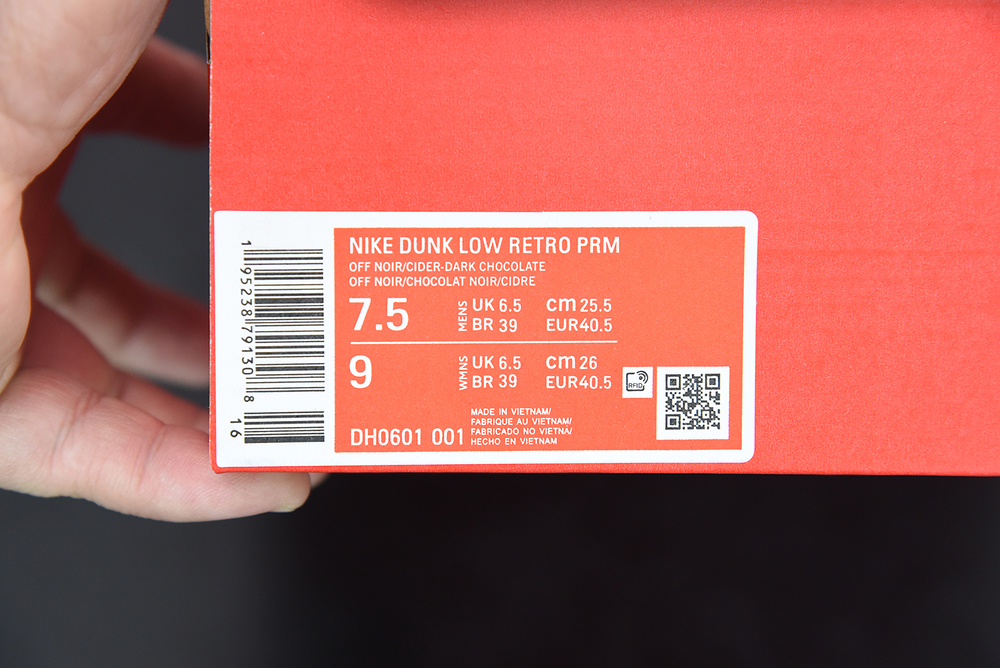 1 95238 79130 8
16
NIKE DUNK LOW RETRO PRM
OFF NOIR/CIDER-DARK CHOCOLATE
OFF NOIR/CHOCOLAT NOIR/CIDRE
7.5 MENS UK 6.5 cm 25.5
BR 39 EUR40.5
9 WMNS UK 6.5 cm 26
BR 39 EUR40.5
RFID
MADE IN VIETNAM/
FABRIQUE AU VIETNAM/
FABRICADO NO VIETNA/
DH0601 001 HECHO EN VIETNAM